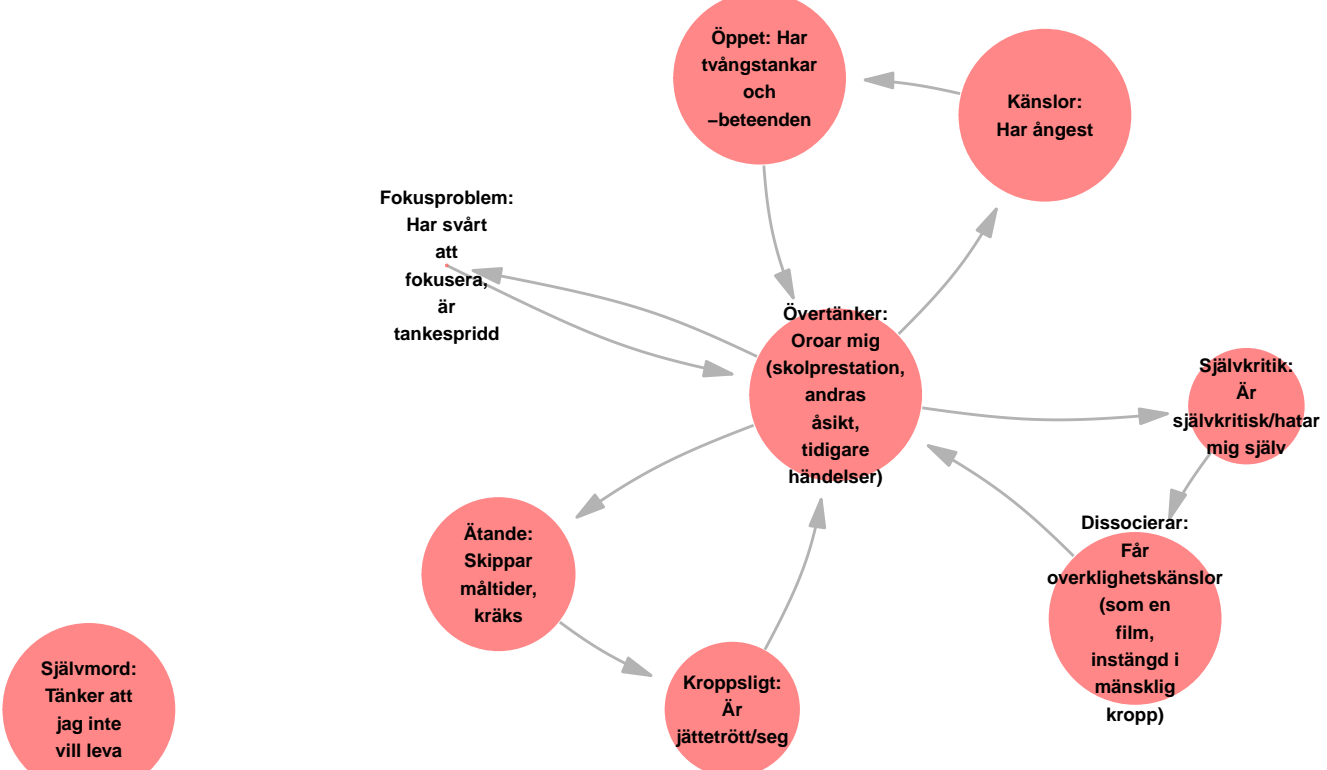 Öppet: Har
tvångstankar
och
–beteenden
Känslor:
Har ångest
Fokusproblem:
Har svårt
att
fokusera,
är
tankespridd
Övertänker:
Oroar mig
(skolprestation,
andras
åsikt,
tidigare
händelser)
Självkritik:
Är
självkritisk/hatar
mig själv
Ätande:
Skippar
måltider,
kräks
Dissocierar:
Får
overklighetskänslor
(som en
film,
instängd i
mänsklig
kropp)
Kroppsligt:
Är
jättetrött/seg
Självmord:
Tänker att
jag inte
vill leva